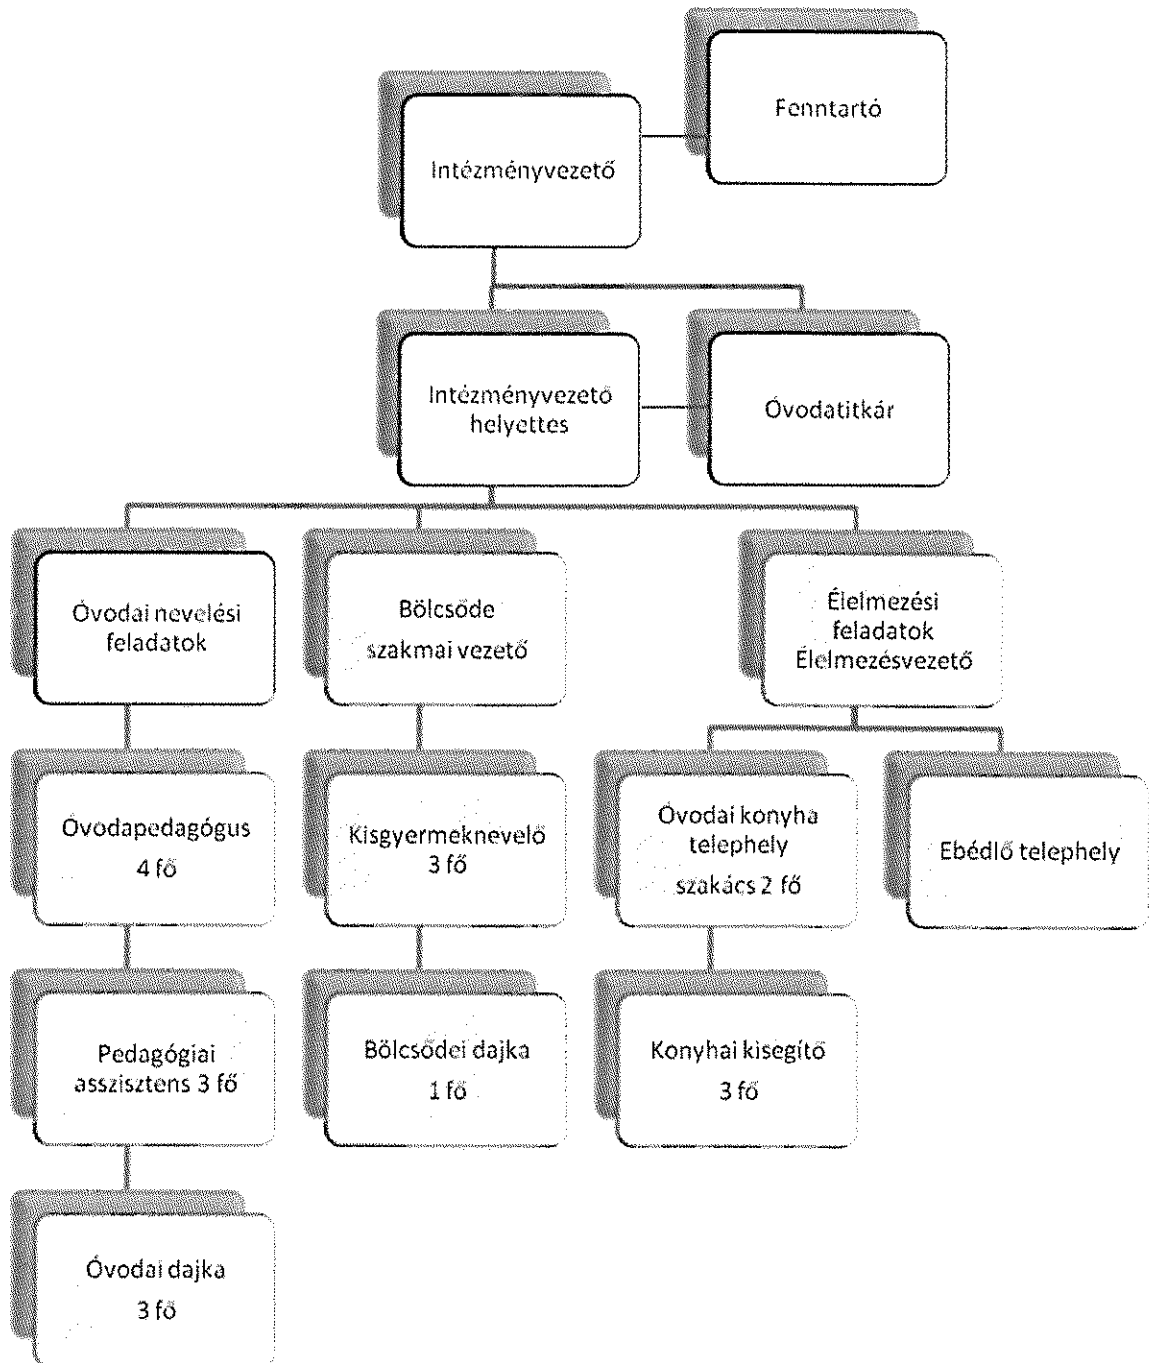 Fenntartó
Intézményvezető
Intézményvezető
helyettes
Óvodatitkár
Óvodai nevelési
feladatok
Bölcsőde
szakmai vezető
Élelmezési
feladatok
Élelmezésvezető
Óvodapedagógus
4 fő
Kisgyermeknevelő
3 fő
Óvodai konyha
telephely
szakács 2 fő
Ebédlő telephely
Pedagógiai
asszisztens 3 fő
Bölcsődei dajka
1 fő
Konyhai kisegítő
3 fő
Óvodai dajka
3 fő